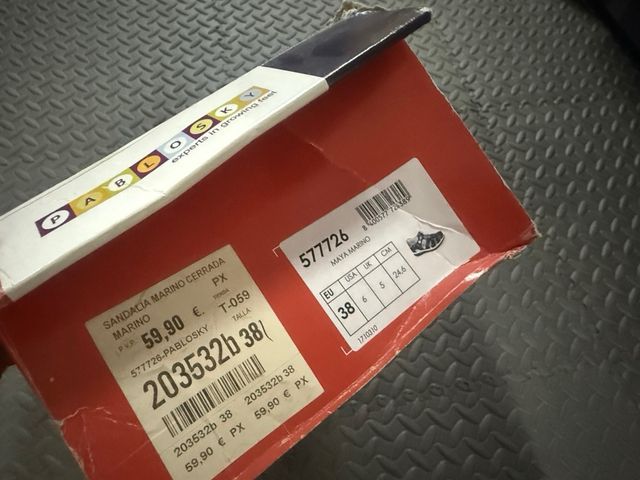 PABLOSKY
experts in growing feet
SANDALIA MARINO CERRADA
MARINO PX
P.V.P. 59,90 €. TIENDA T-059
577726-PABLOSKY TALLA
203532b 38
203532b 38 203532b 38
59,90 € PX 59,90 € PX
577726
MAYA MARINO
EU USA UK CM
38 6 5 24,6
1710310